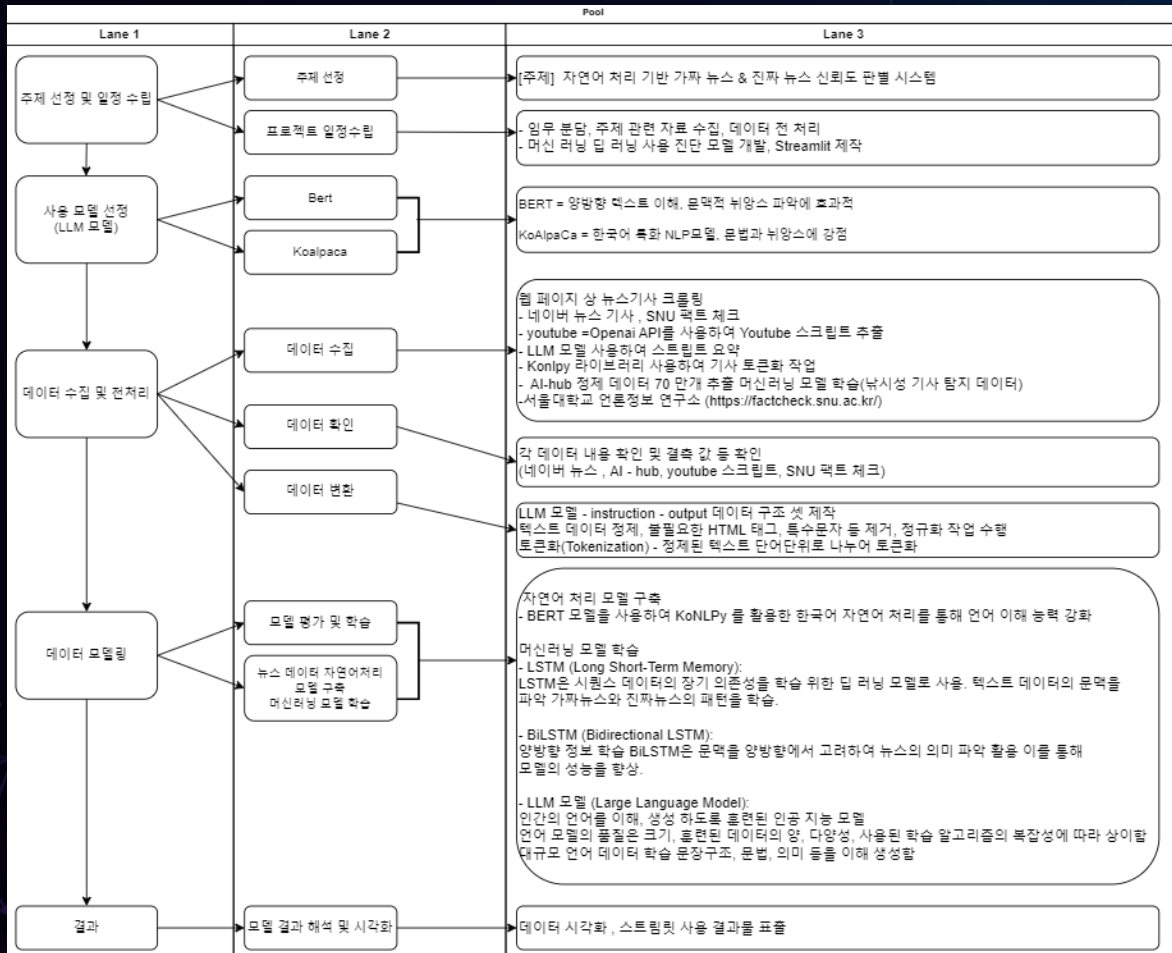 Pool
Lane 1
Lane 2
Lane 3
주제 선정 및 일정 수립
주제 선정
[주제] 자연어 처리 기반 가짜 뉴스 & 진짜 뉴스 신뢰도 판별 시스템
프로젝트 일정수립
- 임무 분담, 주제 관련 자료 수집, 데이터 전 처리
- 머신 러닝 딥 러닝 사용 진단 모델 개발, Streamlit 제작
사용 모델 선정
(LLM 모델)
Bert
Koalpaca
BERT = 양방향 텍스트 이해, 문맥적 뉘앙스 파악에 효과적
KoAlpaCa = 한국어 특화 NLP모델, 문법과 뉘앙스에 강점
데이터 수집 및 전처리
데이터 수집
웹 페이지 상 뉴스기사 크롤링
- 네이버 뉴스 기사 , SNU 팩트 체크
- youtube =Openai API를 사용하여 Youtube 스크립트 추출
- LLM 모델 사용하여 스트립트 요약
- Konlpy 라이브러리 사용하여 기사 토큰화 작업
- AI-hub 정제 데이터 70 만개 추출 머신러닝 모델 학습(낚시성 기사 탐지 데이터)
-서울대학교 언론정보 연구소 (https://factcheck.snu.ac.kr/)
데이터 확인
각 데이터 내용 확인 및 결측 값 등 확인
(네이버 뉴스 , AI - hub, youtube 스크립트, SNU 팩트 체크)
데이터 변환
LLM 모델 - instruction - output 데이터 구조 셋 제작
텍스트 데이터 정제, 불필요한 HTML 태그, 특수문자 등 제거, 정규화 작업 수행
토큰화(Tokenization) - 정제된 텍스트 단어단위로 나누어 토큰화
데이터 모델링
모델 평가 및 학습
뉴스 데이터 자연어처리
모델 구축
머신러닝 모델 학습
자연어 처리 모델 구축
- BERT 모델을 사용하여 KoNLPy 를 활용한 한국어 자연어 처리를 통해 언어 이해 능력 강화
머신러닝 모델 학습
- LSTM (Long Short-Term Memory):
LSTM은 시퀀스 데이터의 장기 의존성을 학습 위한 딥 러닝 모델로 사용. 텍스트 데이터의 문맥을
파악 가짜뉴스와 진짜뉴스의 패턴을 학습.
- BiLSTM (Bidirectional LSTM):
양방향 정보 학습 BiLSTM은 문맥을 양방향에서 고려하여 뉴스의 의미 파악 활용 이를 통해
모델의 성능을 향상.
- LLM 모델 (Large Language Model):
인간의 언어를 이해, 생성 하도록 훈련된 인공 지능 모델
언어 모델의 품질은 크기, 훈련된 데이터의 양, 다양성, 사용된 학습 알고리즘의 복잡성에 따라 상이함
대규모 언어 데이터 학습 문장구조, 문법, 의미 등을 이해 생성함
결과
모델 결과 해석 및 시각화
데이터 시각화 , 스트림릿 사용 결과물 표출